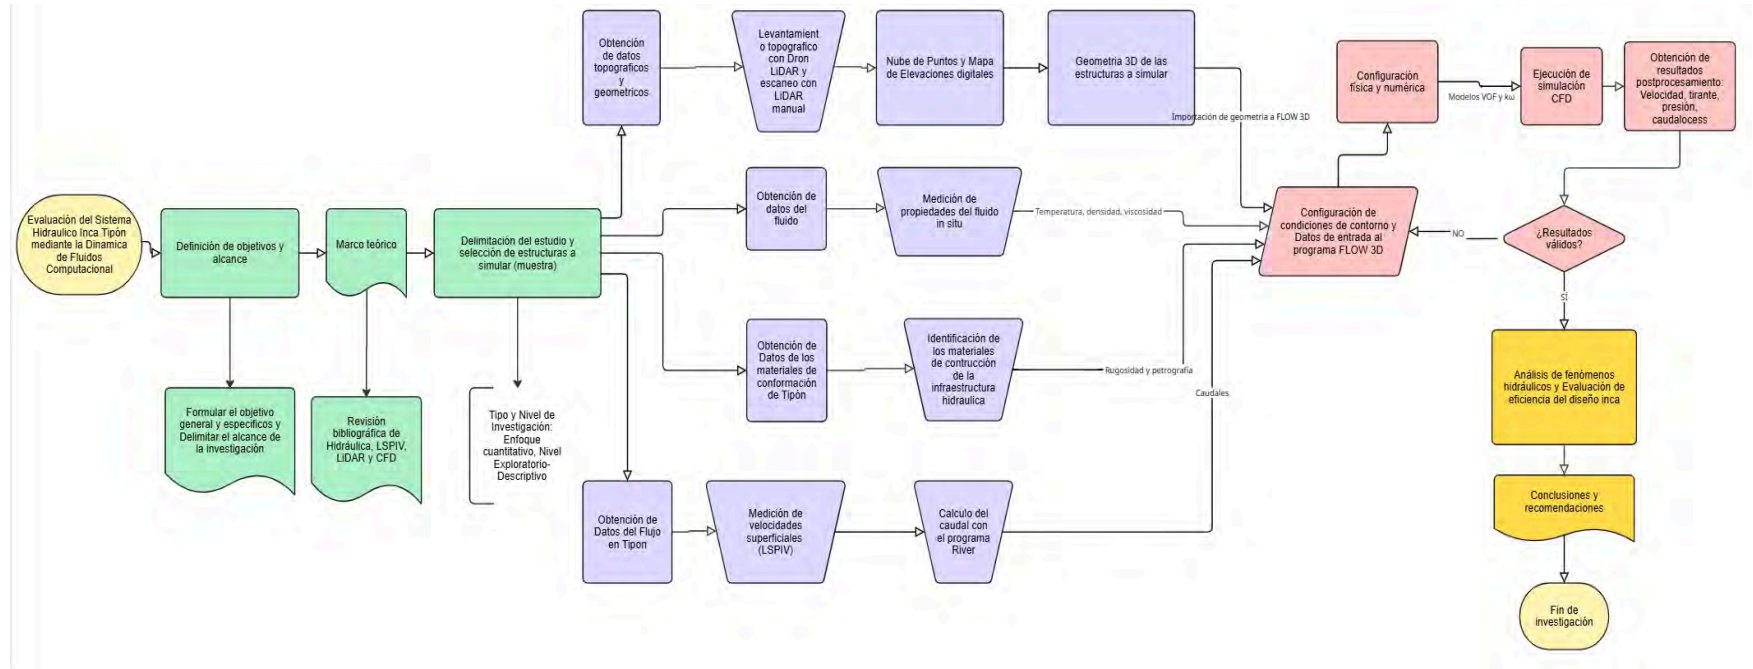 Evaluación del Sistema
Hidraulico Inca Tipón
mediante la Dinamica
de Fluidos
Computacional
Definición de objetivos y
alcance
Marco teórico
Delimitación del estudio y
selección de estructuras a
simular (muestra)
Formular el objetivo
general y especificos y
Delimitar el alcance de
la investigación
Revisión
bibliográfica de
Hidráulica, LSPIV,
LiDAR y CFD
Tipo y Nivel de
Investigación:
Enfoque
cuantitativo, Nivel
Exploratorio-
Descriptivo
Obtención
de datos
topograficos
y
geometricos
Levantamient
o topografico
con Dron
LiDAR y
escaneo con
LiDAR
manual
Nube de Puntos y Mapa
de Elevaciones digitales
Geometria 3D de las
estructuras a simular
Importación de geometria a FLOW 3D
Obtención de
datos del
fluido
Medición de
propiedades del fluido
in situ
Temperatura, densidad, viscosidad
Obtención de
Datos de los
materiales de
conformación
de Tipón
Identificación de
los materiales
de contrucción
de la
infraestructura
hidraulica
Rugosidad y petrografía
Obtención de
Datos del Flujo
en Tipon
Medición de
velocidades
superficiales
(LSPIV)
Calculo del
caudal con
el programa
River
Caudales
Configuración de
condiciones de contorno y
Datos de entrada al
programa FLOW 3D
Configuración
física y numérica
Modelos VOF y kω
Ejecución de
simulación
CFD
Obtención de
resultados
postprocesamiento:
Velocidad, tirante,
presión,
caudalocess
¿Resultados
válidos?
NO
SÍ
Análisis de fenómenos
hidráulicos y Evaluación de
eficiencia del diseño inca
Conclusiones y
recomendaciones
Fin de
investigación